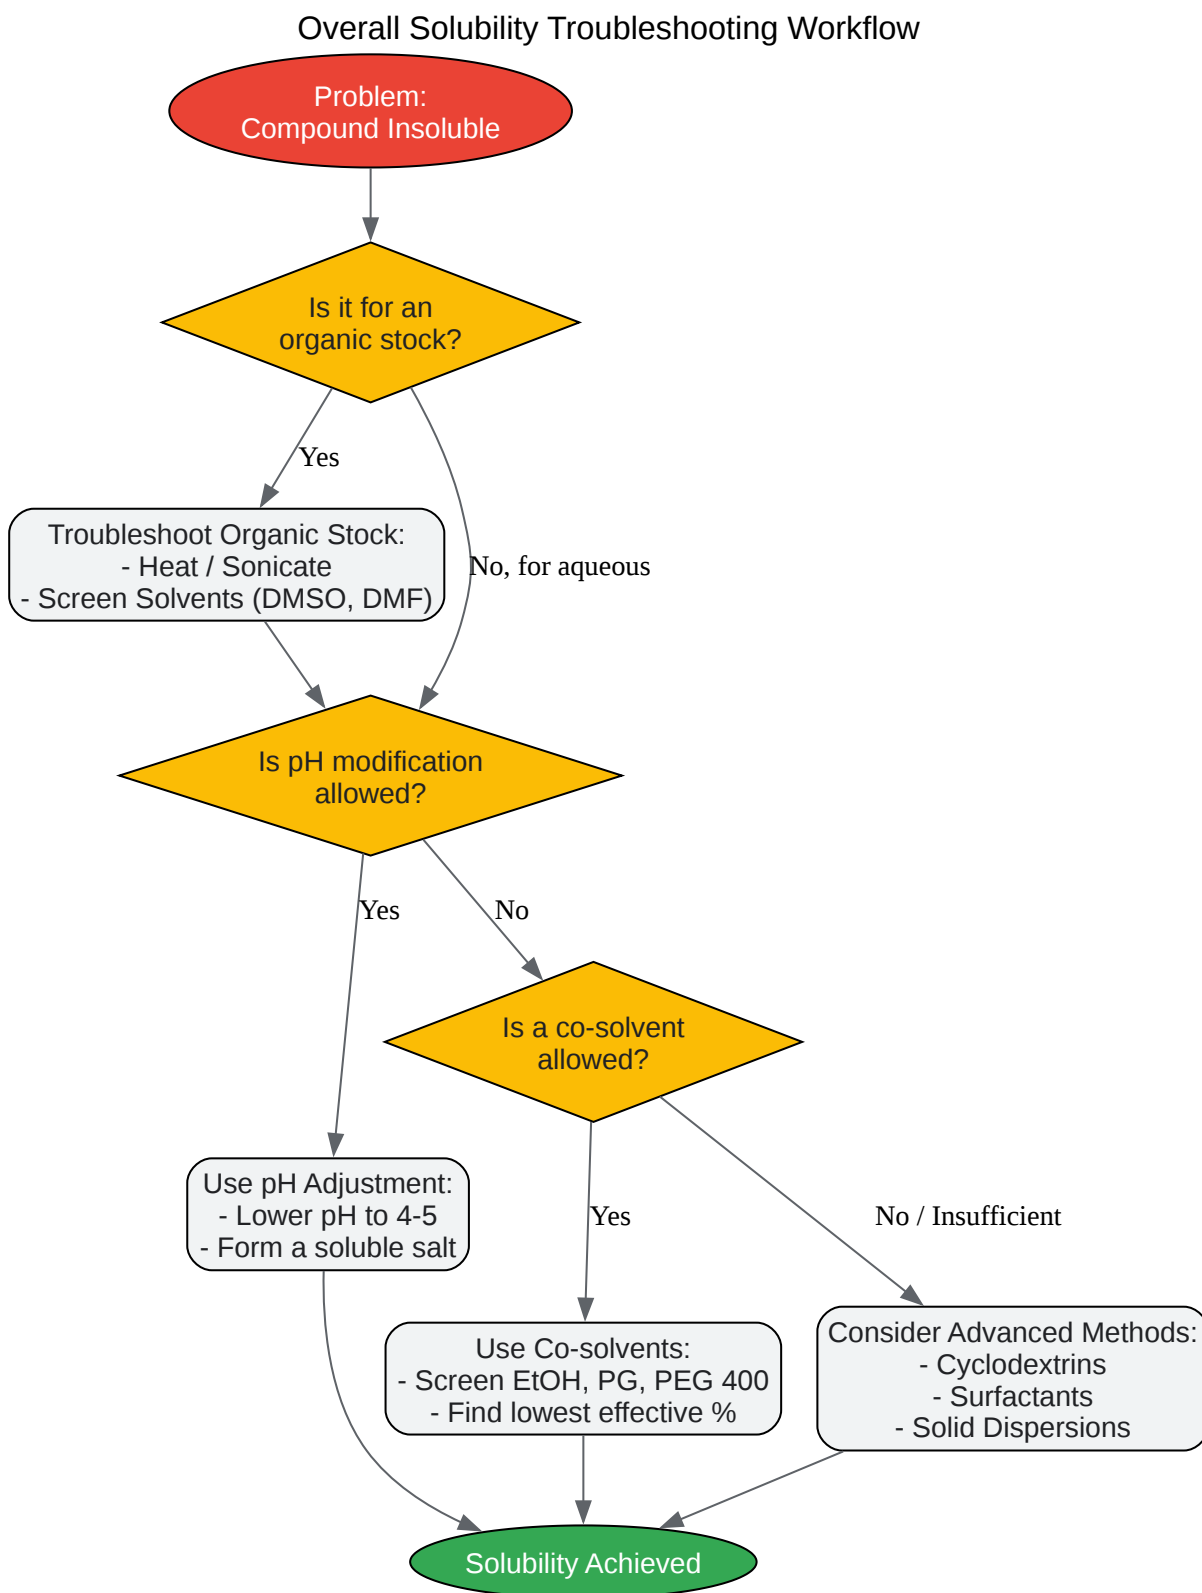 Overall Solubility Troubleshooting Workflow
Problem:
Compound Insoluble
Is it for an
organic stock?
Yes
Troubleshoot Organic Stock:
- Heat / Sonicate
- Screen Solvents (DMSO, DMF)
No, for aqueous
Is pH modification
allowed?
Yes
No
Is a co-solvent
allowed?
Use pH Adjustment:
- Lower pH to 4-5
- Form a soluble salt
Yes
No / Insufficient
Use Co-solvents:
- Screen EtOH, PG, PEG 400
- Find lowest effective %
Consider Advanced Methods:
- Cyclodextrins
- Surfactants
- Solid Dispersions
Solubility Achieved